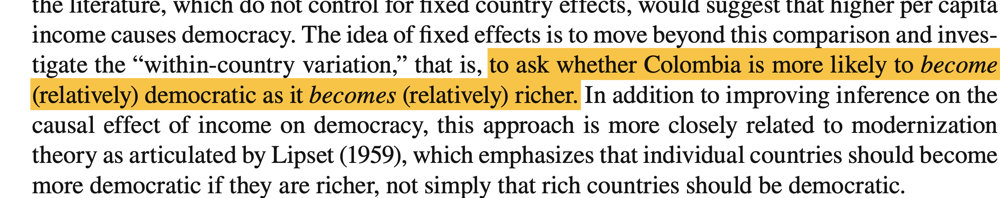 the literature, which do not control for fixed country effects, would suggest that higher per capita
income causes democracy. The idea of fixed effects is to move beyond this comparison and inves-
tigate the “within-country variation,” that is, to ask whether Colombia is more likely to become
(relatively) democratic as it becomes (relatively) richer. In addition to improving inference on the
causal effect of income on democracy, this approach is more closely related to modernization
theory as articulated by Lipset (1959), which emphasizes that individual countries should become
more democratic if they are richer, not simply that rich countries should be democratic.